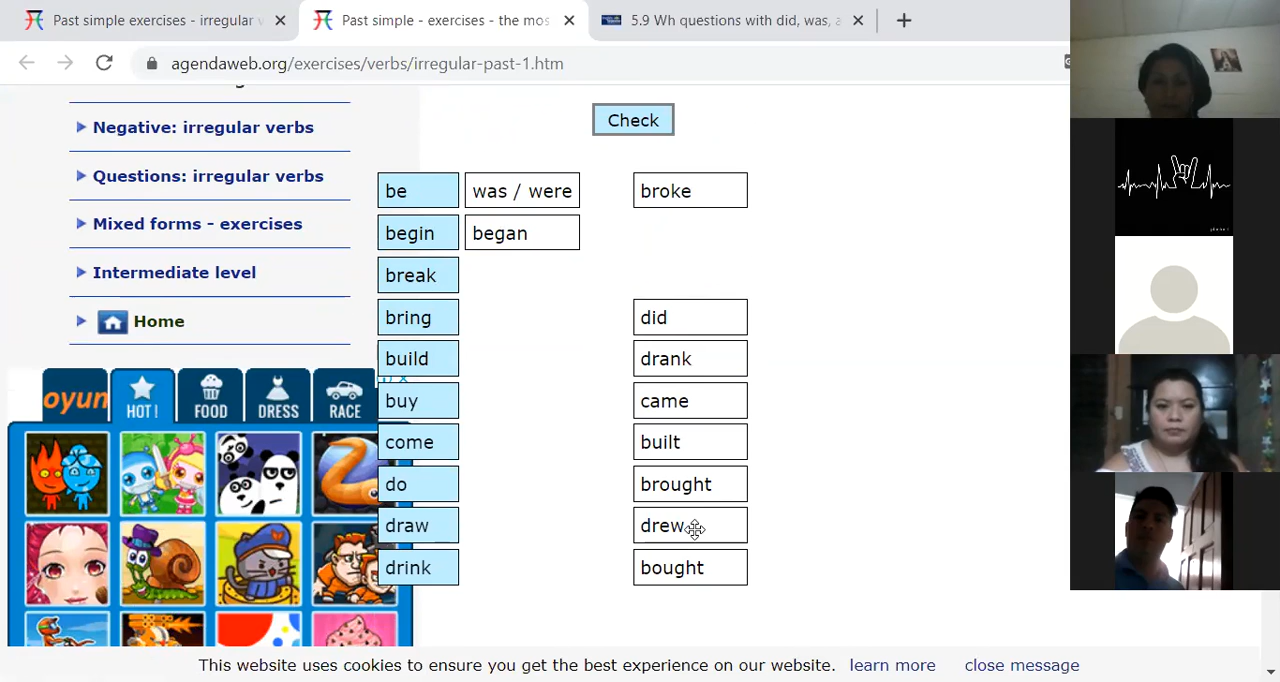 Past simple exercises - irregular v
Past simple - exercises - the mos
5.9 Wh questions with did, was, a
agendaweb.org/exercises/verbs/irregular-past-1.htm
Negative: irregular verbs
Questions: irregular verbs
Mixed forms - exercises
Intermediate level
Home
oyun
HOT!
FOOD
DRESS
RACE
Check
be was / were broke
begin began
break
bring did
build drank
buy came
come built
do brought
draw drew
drink bought
This website uses cookies to ensure you get the best experience on our website. learn more close message